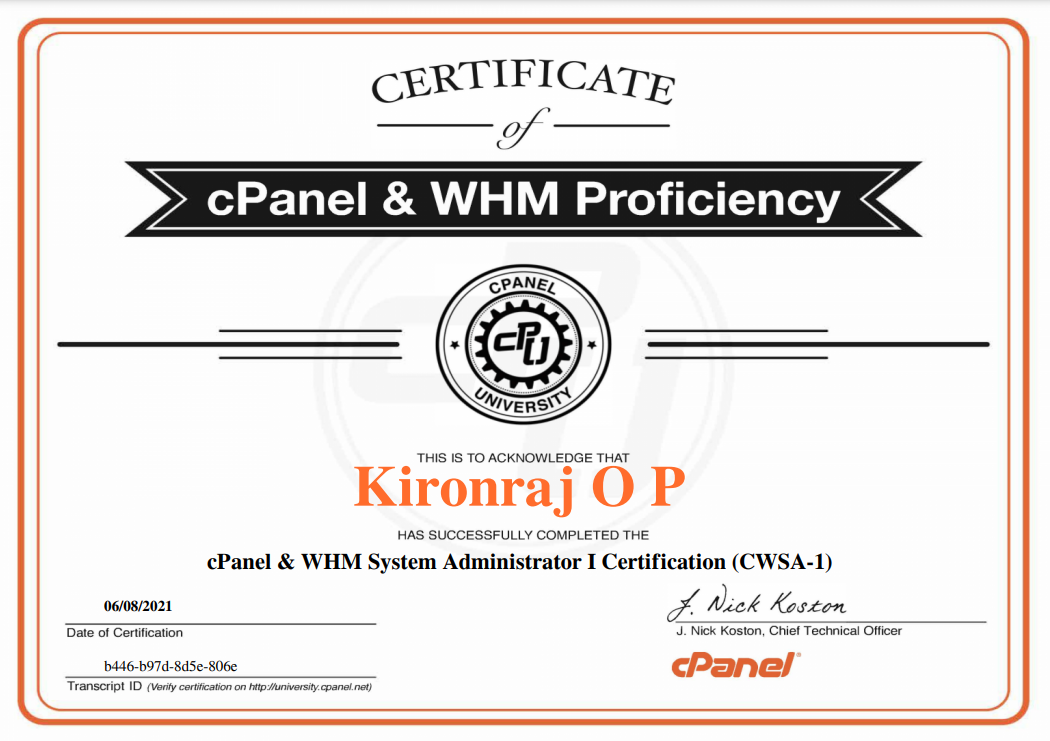 CERTIFICATE
of
cPanel & WHM Proficiency
CPANEL
CPU
UNIVERSITY
THIS IS TO ACKNOWLEDGE THAT
Kironraj O P
HAS SUCCESSFULLY COMPLETED THE
cPanel & WHM System Administrator I Certification (CWSA-1)
06/08/2021
Date of Certification
J. Nick Koston
J. Nick Koston, Chief Technical Officer
b446-b97d-8d5e-806e
Transcript ID (Verify certification on http://university.cpanel.net)
cPanel®